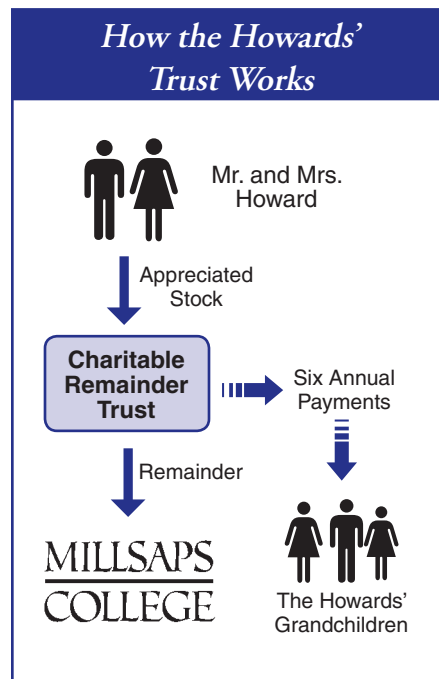 How the Howards’
Trust Works
Mr. and Mrs.
Howard
Appreciated
Stock
Charitable
Remainder
Trust
Six Annual
Payments
Remainder
MILLSAPS
COLLEGE
The Howards’
Grandchildren